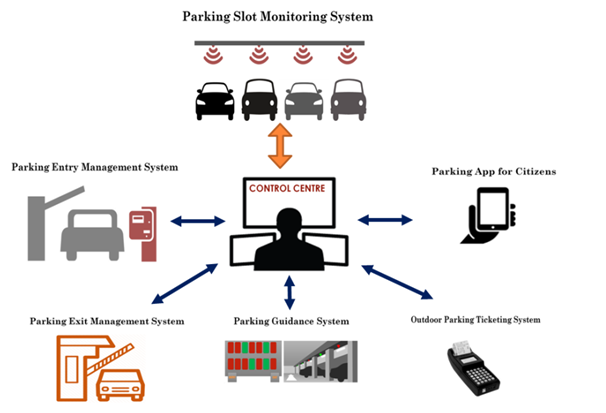 Parking Slot Monitoring System
Parking Entry Management System
CONTROL CENTRE
Parking App for Citizens
Parking Exit Management System
Parking Guidance System
Outdoor Parking Ticketing System